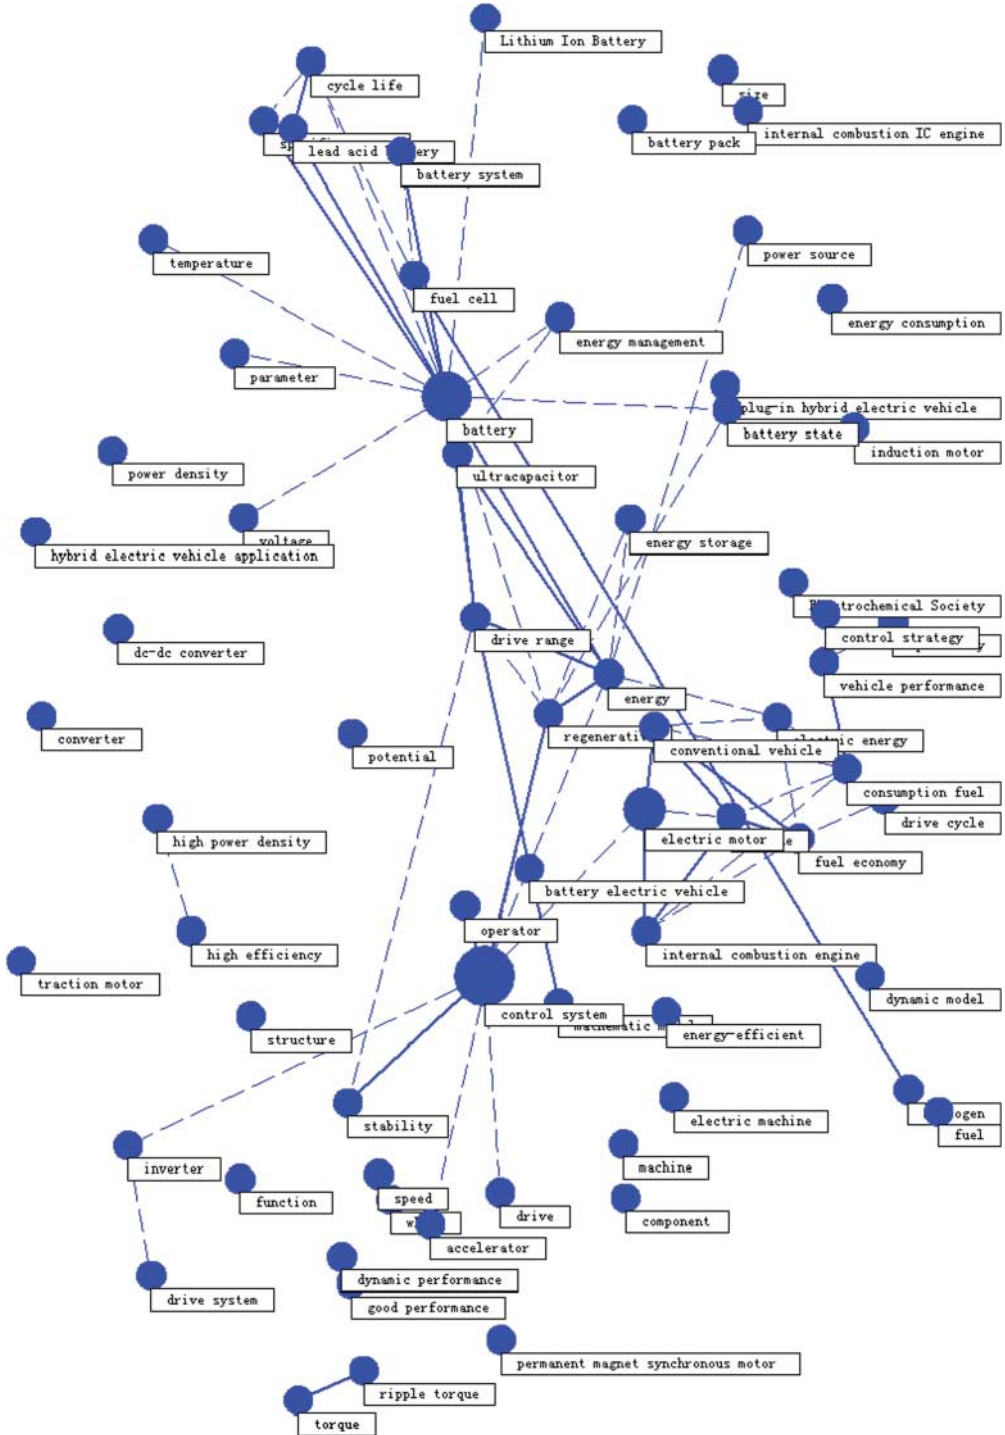 Lithium Ion Battery
cycle life
size
internal combustion IC engine
battery pack
lead acid
battery system
power source
temperature
fuel cell
energy consumption
energy management
parameter
plug-in hybrid electric vehicle
battery
battery state
induction motor
power density
ultracapacitor
voltage
energy storage
hybrid electric vehicle application
control strategy
drive range
dc-dc converter
vehicle performance
energy
converter
potential
conventional vehicle
energy
consumption fuel
high power density
electric motor
drive cycle
fuel economy
battery electric vehicle
operator
high efficiency
internal combustion engine
traction motor
dynamic model
control system
structure
energy-efficient
stability
electric machine
fuel
inverter
machine
function
speed
drive
component
accelerator
dynamic performance
drive system
good performance
permanent magnet synchronous motor
ripple torque
torque